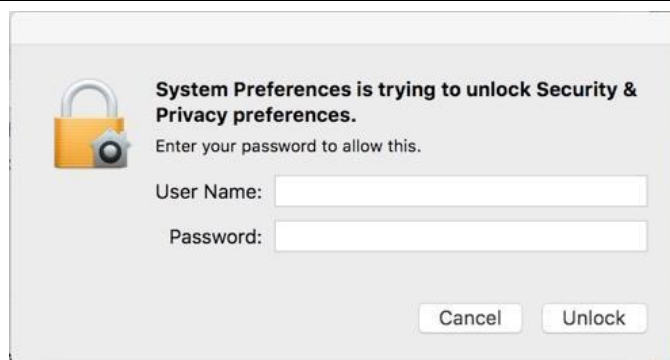 System Preferences is trying to unlock Security &
Privacy preferences.
Enter your password to allow this.
User Name:
Password:
Cancel
Unlock